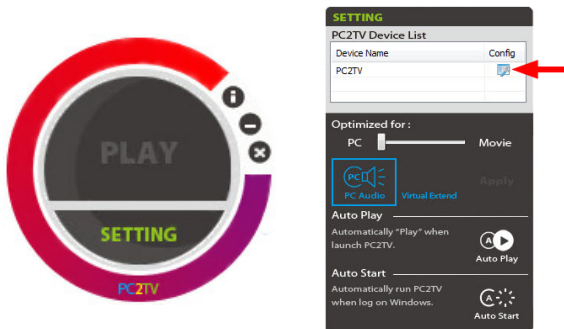 PLAY
SETTING
PC2TV
SETTING
PC2TV Device List
Device Name Config
PC2TV
Optimized for :
PC Movie
PC
PC Audio Virtual Extend Apply
Auto Play
Automatically "Play" when
launch PC2TV.
A
Auto Play
Auto Start
Automatically run PC2TV
when log on Windows.
A
Auto Start